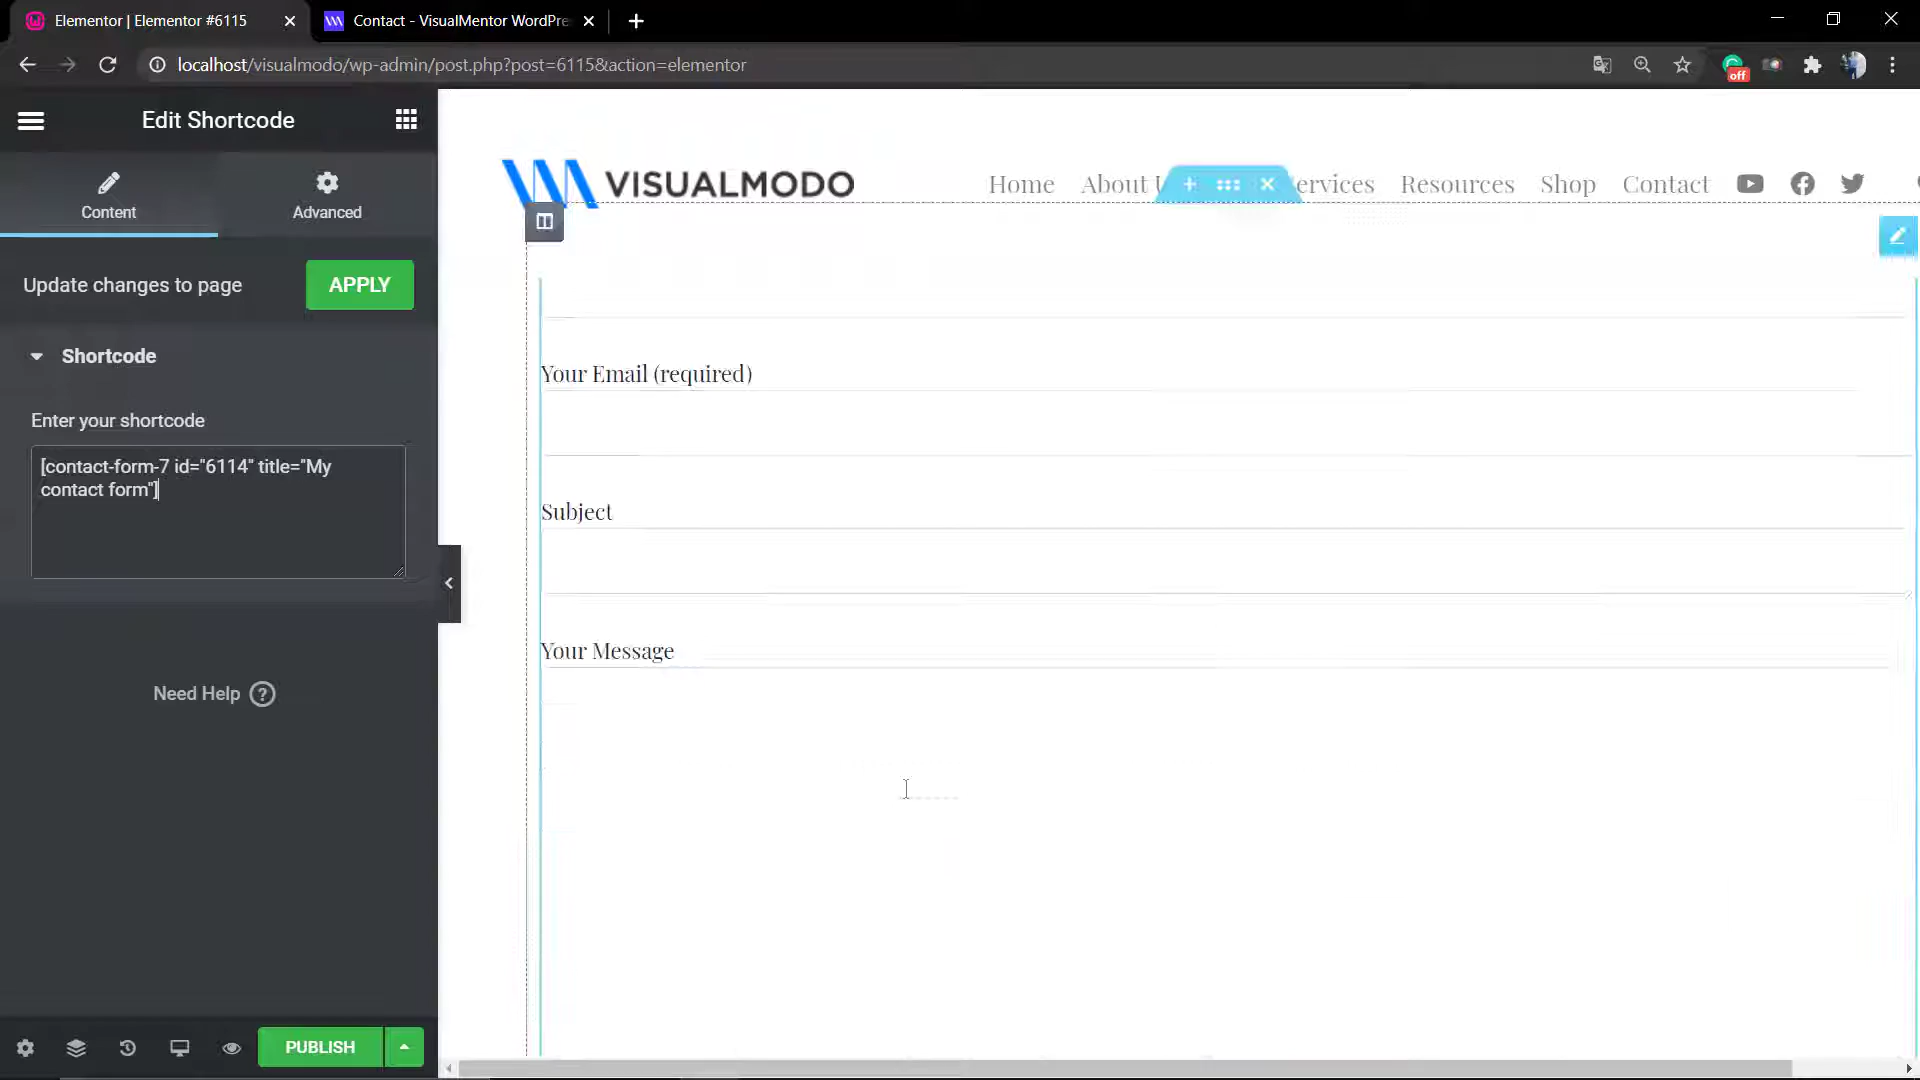 Elementor | Elementor #6115
Contact - VisualMentor WordPre
localhost/visualmodo/wp-admin/post.php?post=6115&action=elementor
off
Edit Shortcode
Content
Advanced
Update changes to page
APPLY
Shortcode
Enter your shortcode
[contact-form-7 id="6114" title="My
contact form"]
Need Help ?
PUBLISH
VISUALMODO
Home
About U
ervices
Resources
Shop
Contact
Your Email (required)
Subject
Your Message